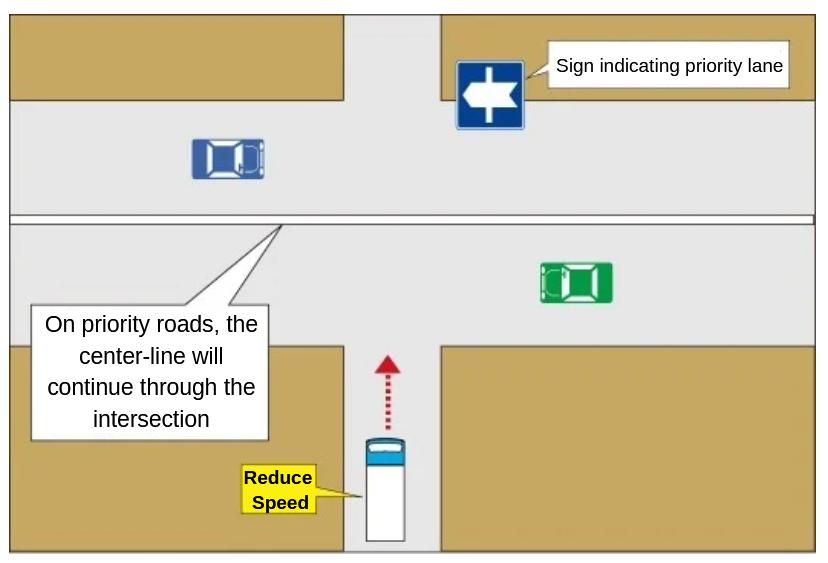 Sign indicating priority lane
On priority roads, the
center-line will
continue through the
intersection
Reduce
Speed